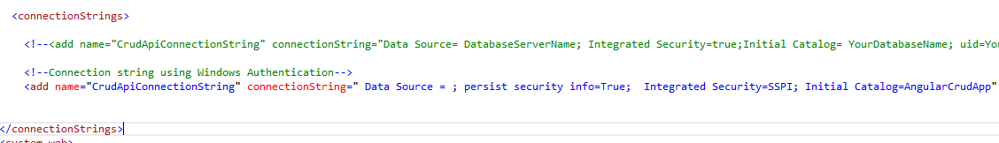 <connectionStrings>
<!--<add name="CrudApiConnectionString" connectionString="Data Source= DatabaseServerName; Integrated Security=true;Initial Catalog= YourDatabaseName; uid=You
<!--Connection string using Windows Authentication-->
<add name="CrudApiConnectionString" connectionString=" Data Source = ; persist security info=True;  Integrated Security=SSPI; Initial Catalog=AngularCrudApp"
</connectionStrings>
<system.web>